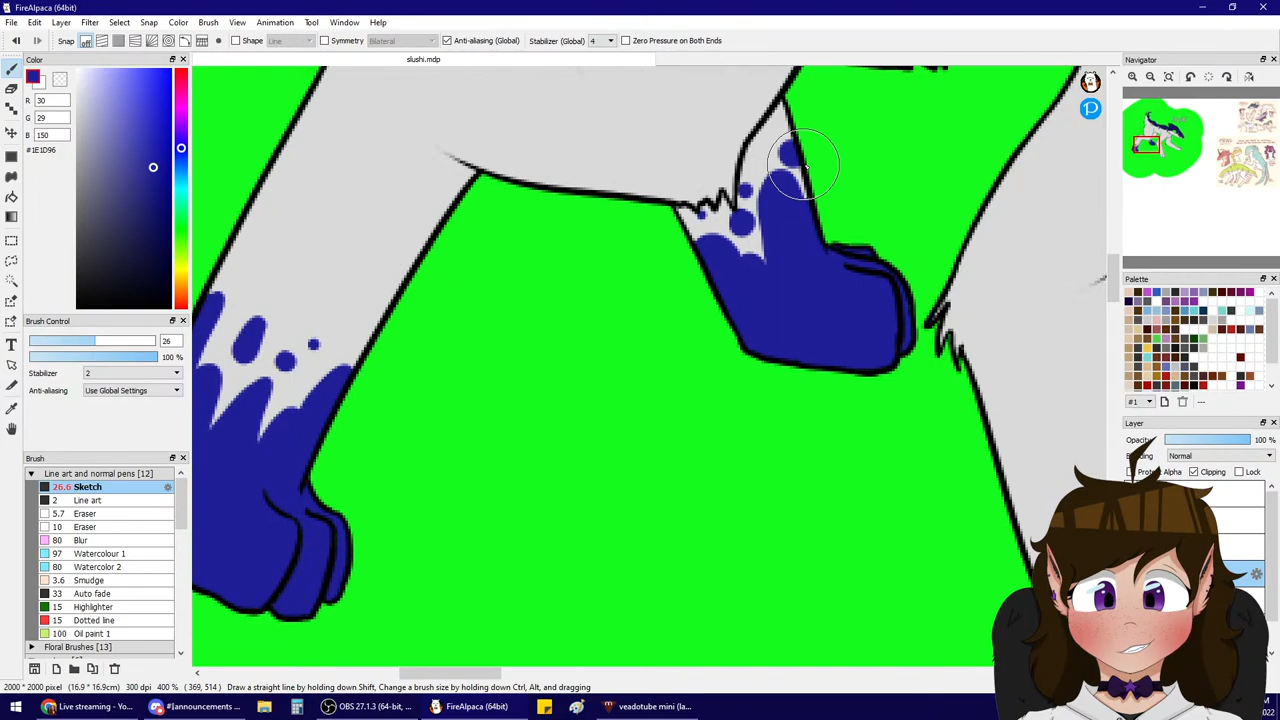 FireAlpaca (64bit)
File Edit Layer Filter Select Snap Color Brush View Animation Tool Window Help
Snap off Shape Line Symmetry Bilateral Anti-aliasing (Global) Stabilizer (Global) 4 Zero Pressure on Both Ends
Color
slushi.mdp
Navigator
R 30
G 29
B 150
#1E1D96
Palette
Brush Control
26
100 %
Stabilizer 2
Anti-aliasing Use Global Settings
#1 ---
Layer
Opacity 100 %
Normal
Protect Alpha Clipping Lock
Brush
Line art and normal pens [12]
26.6 Sketch
2 Line art
5.7 Eraser
10 Eraser
80 Blur
97 Watercolour 1
80 Watercolor 2
3.6 Smudge
33 Auto fade
15 Highlighter
15 Dotted line
100 Oil paint 1
Floral Brushes [13]
2000 * 2000 pixel (16.9 * 16.9cm) 300 dpi 400 % ( 369, 514 ) Draw a straight line by holding down Shift, Change a brush size by holding down Ctrl, Alt, and dragging
Live streaming - Yo... #[announcements ... OBS 27.1.3 (64-bit, ... FireAlpaca (64bit) veadotube mini (la...